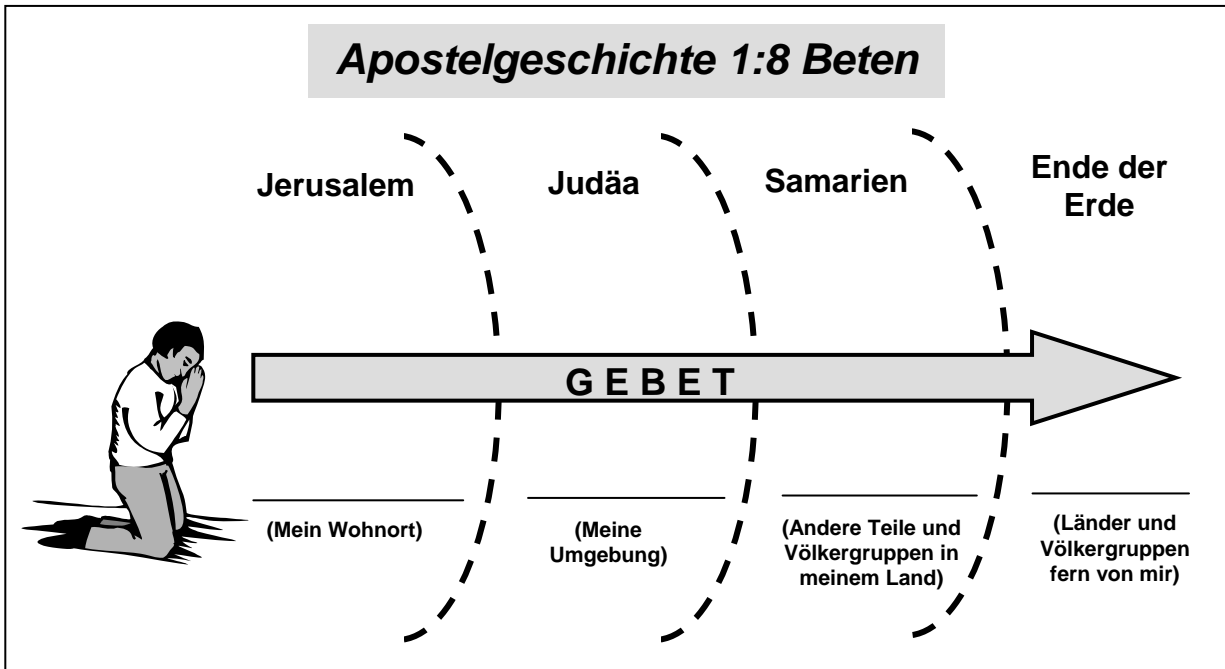 Apostelgeschichte 1:8 Beten
Jerusalem
Judäa
Samarien
Ende der
Erde
G E B E T
(Mein Wohnort)
(Meine
Umgebung)
(Andere Teile und
Völkergruppen in
meinem Land)
(Länder und
Völkergruppen
fern von mir)